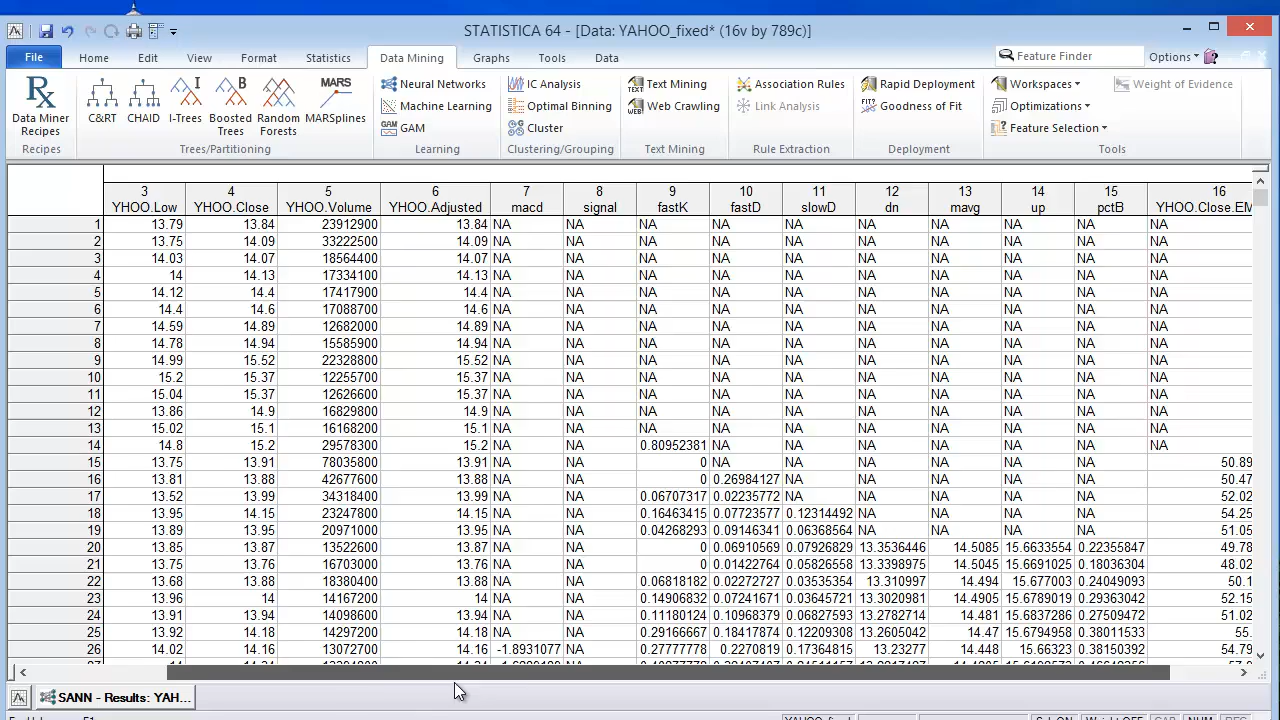 STATISTICA 64 - [Data: YAHOO_fixed* (16v by 789c)]
File Home Edit View Format Statistics Data Mining Graphs Tools Data Feature Finder Options
Data Miner Recipes C&RT CHAID I-Trees Boosted Trees Random Forests MARS MARSplines
Neural Networks IC Analysis Text Mining Association Rules Rapid Deployment Workspaces Weight of Evidence
Machine Learning Optimal Binning Web Crawling Link Analysis Goodness of Fit Optimizations
GAM Cluster Feature Selection
Recipes Trees/Partitioning Learning Clustering/Grouping Text Mining Rule Extraction Deployment Tools
3 4 5 6 7 8 9 10 11 12 13 14 15 16
YHOO.Low YHOO.Close YHOO.Volume YHOO.Adjusted macd signal fastK fastD slowD dn mavg up pctB YHOO.Close.EM
1 13.79 13.84 23912900 13.84 NA NA NA NA NA NA NA NA NA NA
2 13.75 14.09 33222500 14.09 NA NA NA NA NA NA NA NA NA NA
3 14.03 14.07 18564400 14.07 NA NA NA NA NA NA NA NA NA NA
4 14 14.13 17334100 14.13 NA NA NA NA NA NA NA NA NA NA
5 14.12 14.4 17417900 14.4 NA NA NA NA NA NA NA NA NA NA
6 14.4 14.6 17088700 14.6 NA NA NA NA NA NA NA NA NA NA
7 14.59 14.89 12682000 14.89 NA NA NA NA NA NA NA NA NA NA
8 14.78 14.94 15585900 14.94 NA NA NA NA NA NA NA NA NA NA
9 14.99 15.52 22328800 15.52 NA NA NA NA NA NA NA NA NA NA
10 15.2 15.37 12255700 15.37 NA NA NA NA NA NA NA NA NA NA
11 15.04 15.37 12626600 15.37 NA NA NA NA NA NA NA NA NA NA
12 13.86 14.9 16829800 14.9 NA NA NA NA NA NA NA NA NA NA
13 15.02 15.1 16168200 15.1 NA NA NA NA NA NA NA NA NA NA
14 14.8 15.2 29578300 15.2 NA NA 0.80952381 NA NA NA NA NA NA NA
15 13.75 13.91 78035800 13.91 NA NA 0 NA NA NA NA NA NA 50.89
16 13.81 13.88 42677600 13.88 NA NA 0 0.26984127 NA NA NA NA NA 50.47
17 13.52 13.99 34318400 13.99 NA NA 0.06707317 0.02235772 NA NA NA NA NA 52.02
18 13.95 14.15 23247800 14.15 NA NA 0.16463415 0.07723577 0.12314492 NA NA NA NA 54.25
19 13.89 13.95 20971000 13.95 NA NA 0.04268293 0.09146341 0.06368564 NA NA NA NA 51.05
20 13.85 13.87 13522600 13.87 NA NA 0 0.06910569 0.07926829 13.3536446 14.5085 15.6633554 0.22355847 49.78
21 13.75 13.76 16703000 13.76 NA NA 0 0.01422764 0.05826558 13.3398975 14.5045 15.6691025 0.18036304 48.02
22 13.68 13.88 18380400 13.88 NA NA 0.06818182 0.02272727 0.03535354 13.310997 14.494 15.677003 0.24049093 50.1
23 13.96 14 14167200 14 NA NA 0.14906832 0.07241671 0.03645721 13.3020981 14.4905 15.6789019 0.29363042 52.15
24 13.91 13.94 14098600 13.94 NA NA 0.11180124 0.10968379 0.06827593 13.2782714 14.481 15.6837286 0.27509472 51.02
25 13.92 14.18 14297200 14.18 NA NA 0.29166667 0.18417874 0.12209308 13.2605042 14.47 15.6794958 0.38011533 55.
26 14.02 14.16 13072700 14.16 -1.8931077 NA 0.27777778 0.2270819 0.17364815 13.23277 14.448 15.66323 0.38150392 54.79
SANN - Results: YAH...